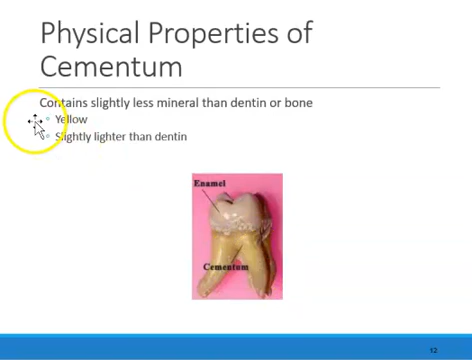 Physical Properties of
Cementum
Contains slightly less mineral than dentin or bone
Yellow
Slightly lighter than dentin
Enamel
Cementum
12